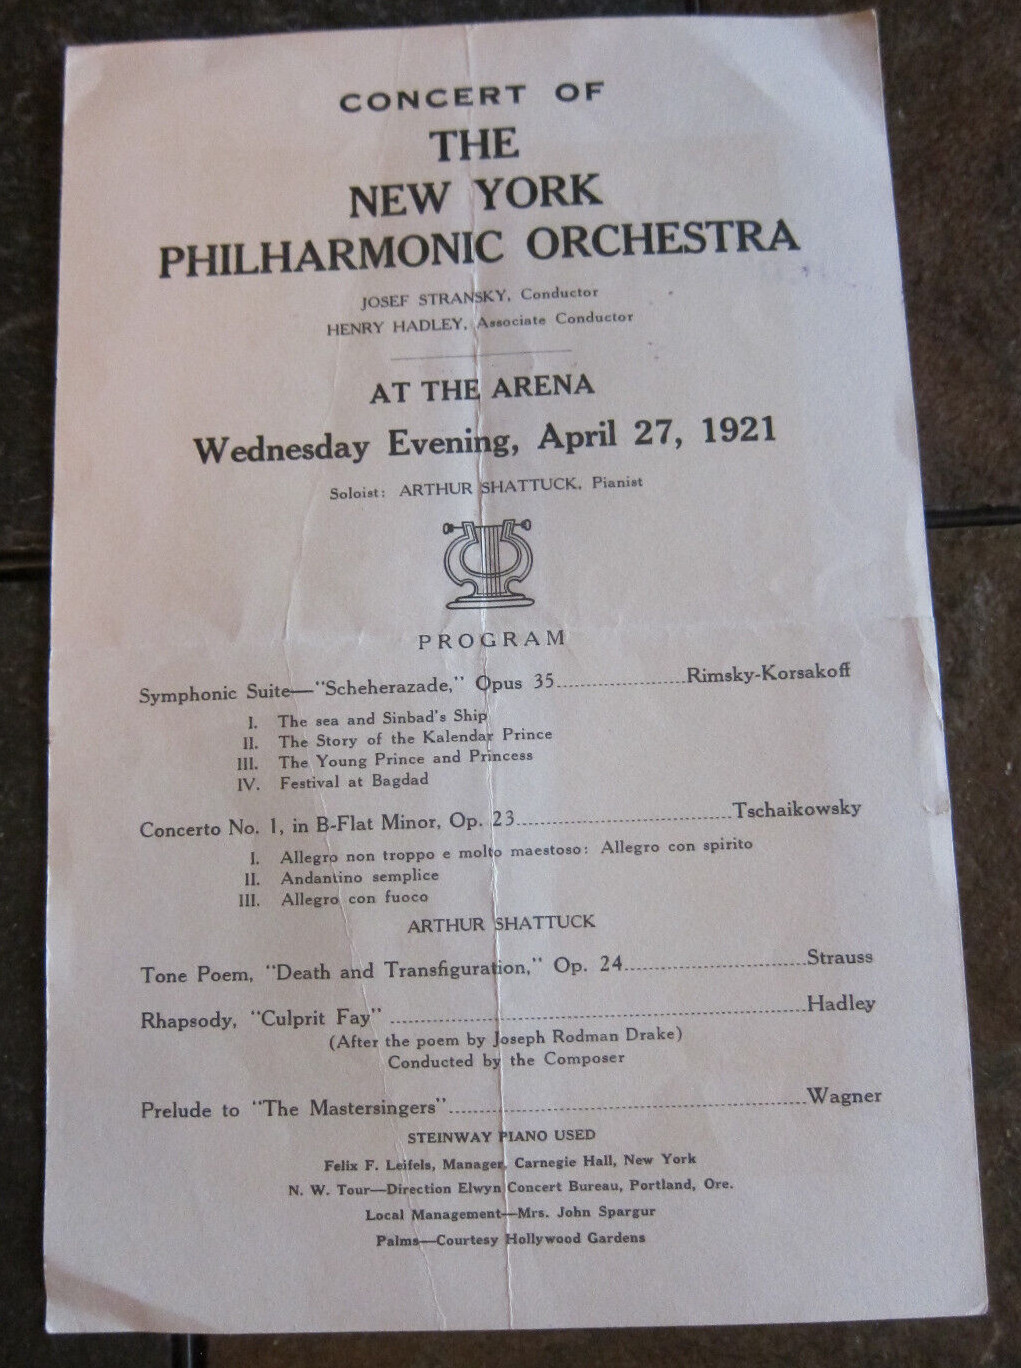 CONCERT OF
THE
NEW YORK
PHILHARMONIC ORCHESTRA
JOSEF STRANSKY, Conductor
HENRY HADLEY, Associate Conductor
AT THE ARENA
Wednesday Evening, April 27, 1921
Soloist: ARTHUR SHATTUCK, Pianist
PROGRAM
Symphonic Suite—"Scheherazade," Opus 35........................Rimsky-Korsakoff
I. The sea and Sinbad's Ship
II. The Story of the Kalendar Prince
III. The Young Prince and Princess
IV. Festival at Bagdad
Concerto No. 1, in B-Flat Minor, Op. 23........................Tschaikowsky
I. Allegro non troppo e molto maestoso: Allegro con spirito
II. Andantino semplice
III. Allegro con fuoco
ARTHUR SHATTUCK
Tone Poem, "Death and Transfiguration," Op. 24........................Strauss
Rhapsody, "Culprit Fay" ........................Hadley
(After the poem by Joseph Rodman Drake)
Conducted by the Composer
Prelude to "The Mastersingers"........................Wagner
STEINWAY PIANO USED
Felix F. Leifels, Manager, Carnegie Hall, New York
N. W. Tour—Direction Elwyn Concert Bureau, Portland, Ore.
Local Management—Mrs. John Spargur
Palms—Courtesy Hollywood Gardens